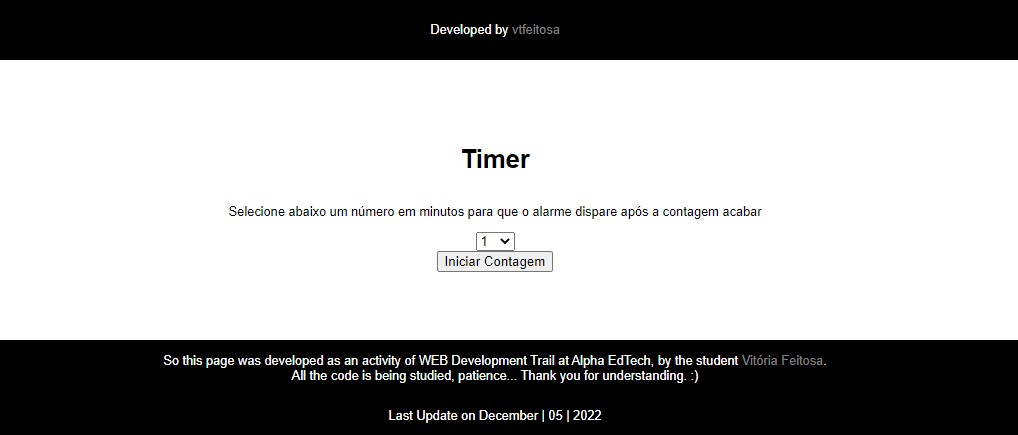 Developed by vtfeitosa
Timer
Selecione abaixo um número em minutos para que o alarme dispare após a contagem acabar
1
Iniciar Contagem
So this page was developed as an activity of WEB Development Trail at Alpha EdTech, by the student Vitória Feitosa.
All the code is being studied, patience... Thank you for understanding. :)
Last Update on December | 05 | 2022